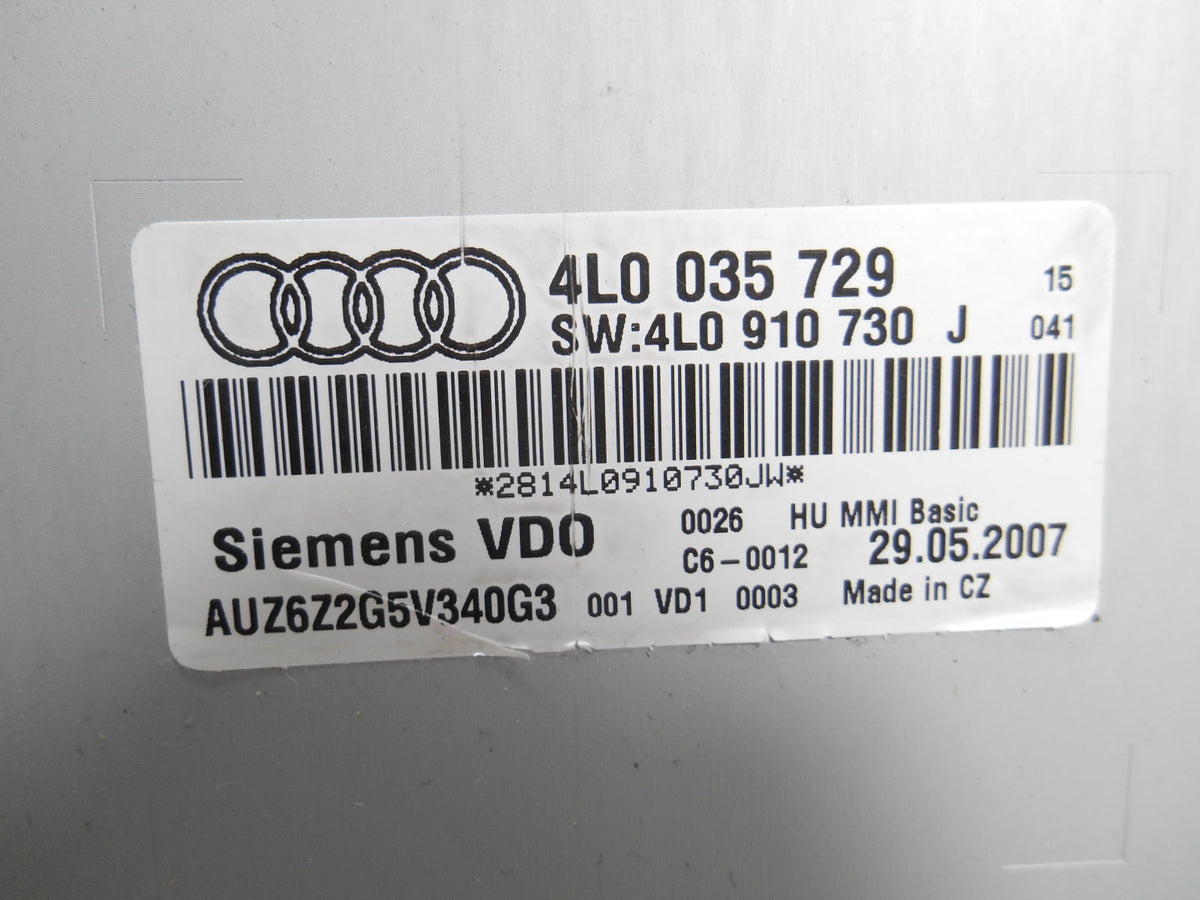 4L0 035 729 15
SW:4L0 910 730 J 041
*2814L0910730JW*
Siemens VDO 0026 HU MMI Basic
C6-0012 29.05.2007
AUZ6Z2G5V340G3 001 VD1 0003 Made in CZ